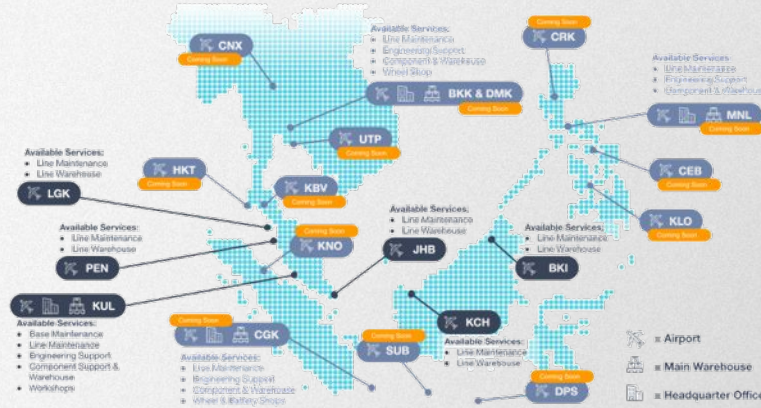 Coming Soon
CNX
Coming Soon
Available Services:
Line Maintenance
Engineering Support
Component & Warehouse
Wheel Shop
BKK & DMK
Coming Soon
CRK
Available Services:
Line Maintenance
Engineering Support
Component & Warehouse
MNL
Coming Soon
UTP
Coming Soon
CEB
Coming Soon
Available Services:
Line Maintenance
Line Warehouse
LGK
HKT
Coming Soon
KBV
Coming Soon
KLO
Coming Soon
Available Services:
Line Maintenance
Line Warehouse
PEN
Coming Soon
KNO
Available Services:
Line Maintenance
Line Warehouse
JHB
Available Services:
Line Maintenance
Line Warehouse
BKI
KUL
Available Services:
Base Maintenance
Line Maintenance
Engineering Support
Component Support &
Warehouse
Workshops
Coming Soon
CGK
Available Services:
Line Maintenance
Engineering Support
Component & Warehouse
Wheel & Battery Shops
Coming Soon
SUB
KCH
Available Services:
Line Maintenance
Line Warehouse
Coming Soon
DPS
= Airport
= Main Warehouse
= Headquarter Office